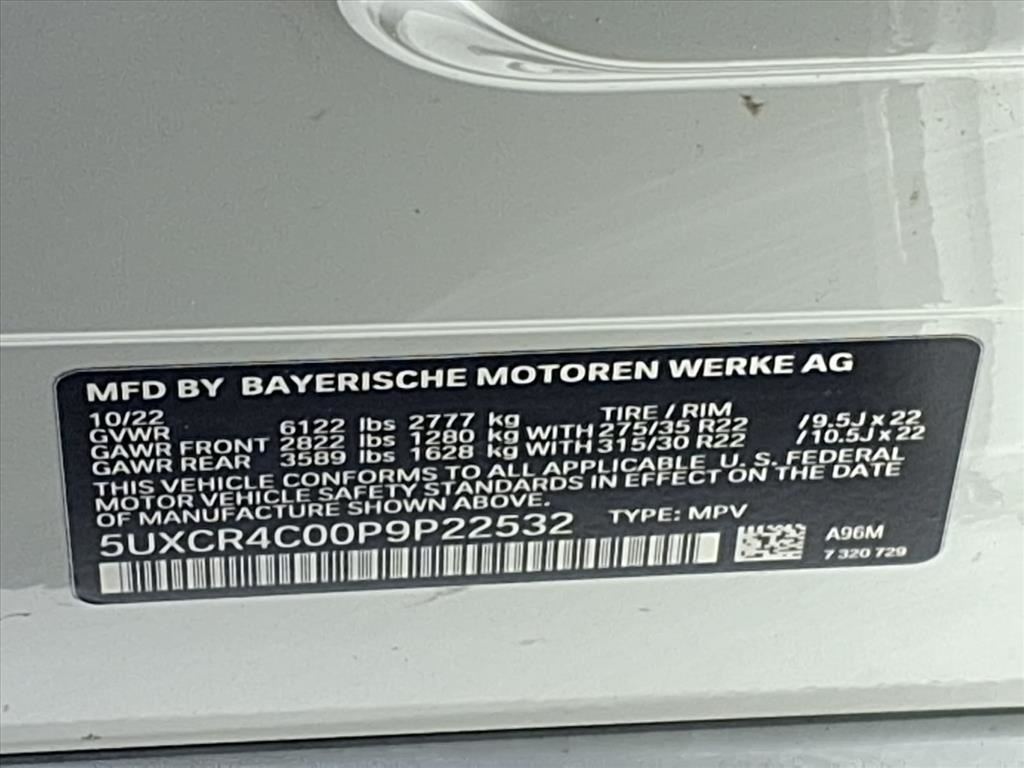 MFD BY BAYERISCHE MOTOREN WERKE AG
10/22 TIRE / RIM
GVWR 6122 lbs 2777 kg
GAWR FRONT 2822 lbs 1280 kg WITH 275/35 R22 / 9.5J x 22
GAWR REAR 3589 lbs 1628 kg WITH 315/30 R22 / 10.5J x 22
THIS VEHICLE CONFORMS TO ALL APPLICABLE U. S. FEDERAL
MOTOR VEHICLE SAFETY STANDARDS IN EFFECT ON THE DATE
OF MANUFACTURE SHOWN ABOVE.
5UXCR4C00P9P22532 TYPE: MPV
A96M
7 320 729